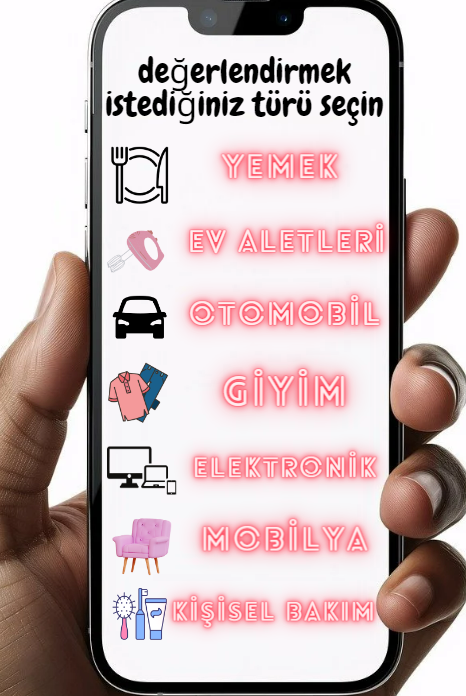 değerlendirmek
istediğiniz türü seçin
YEMEK
EV ALETLERİ
OTOMOBİL
GİYİM
ELEKTRONİK
MOBİLYA
KİŞİSEL BAKIM